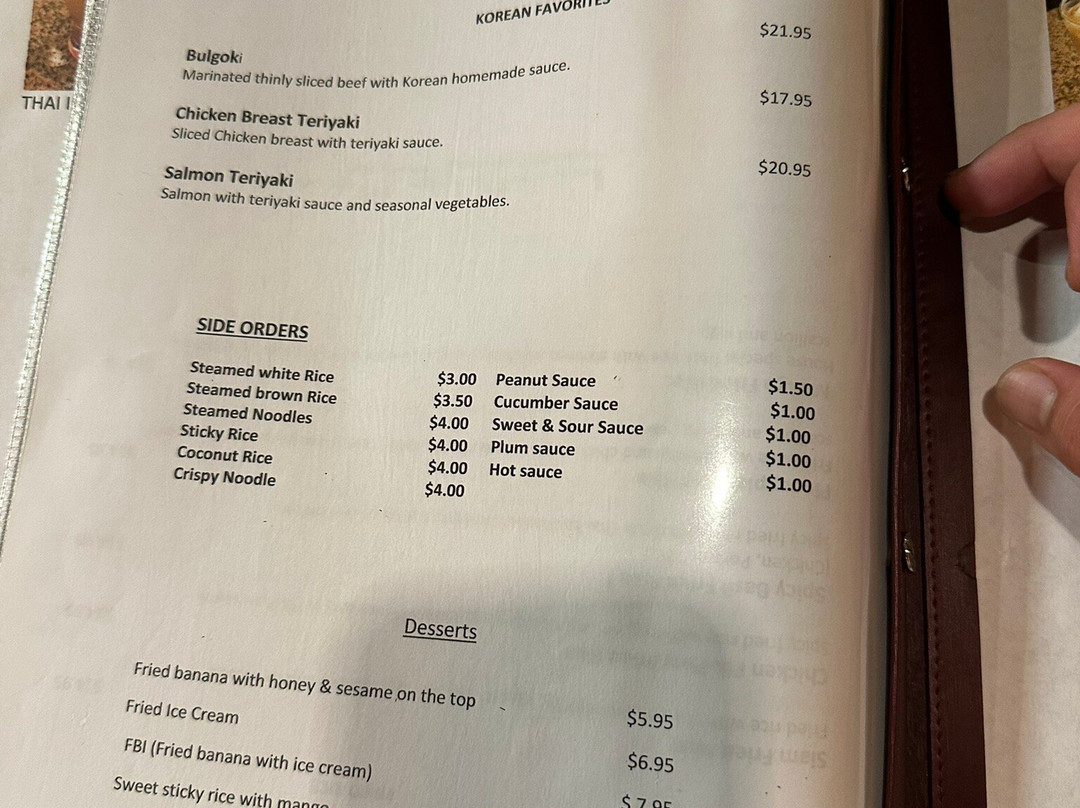 THAI
KOREAN FAVORITES
Bulgoki $21.95
Marinated thinly sliced beef with Korean homemade sauce.
Chicken Breast Teriyaki $17.95
Sliced Chicken breast with teriyaki sauce.
Salmon Teriyaki $20.95
Salmon with teriyaki sauce and seasonal vegetables.
SIDE ORDERS
Steamed white Rice $3.00 Peanut Sauce $1.50
Steamed brown Rice $3.50 Cucumber Sauce $1.00
Steamed Noodles $4.00 Sweet & Sour Sauce $1.00
Sticky Rice $4.00 Plum sauce $1.00
Coconut Rice $4.00 Hot sauce $1.00
Crispy Noodle $4.00
Desserts
Fried banana with honey & sesame on the top $5.95
Fried Ice Cream $6.95
FBI (Fried banana with ice cream) $7.95
Sweet sticky rice with mango